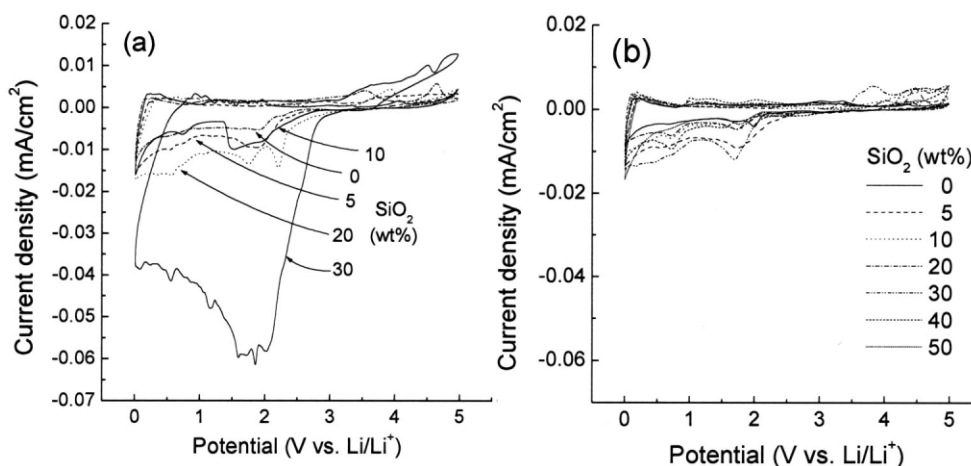 (a)
0.02
0.01
0.00
-0.01
-0.02
-0.03
-0.04
-0.05
-0.06
-0.07
Current density (mA/cm²)
0 1 2 3 4 5
Potential (V vs. Li/Li⁺)
10
0
5
20
30
SiO₂
(wt%)
(b)
0.02
0.00
-0.02
-0.04
-0.06
Current density (mA/cm²)
0 1 2 3 4 5
Potential (V vs. Li/Li⁺)
SiO₂ (wt%)
0
5
10
20
30
40
50